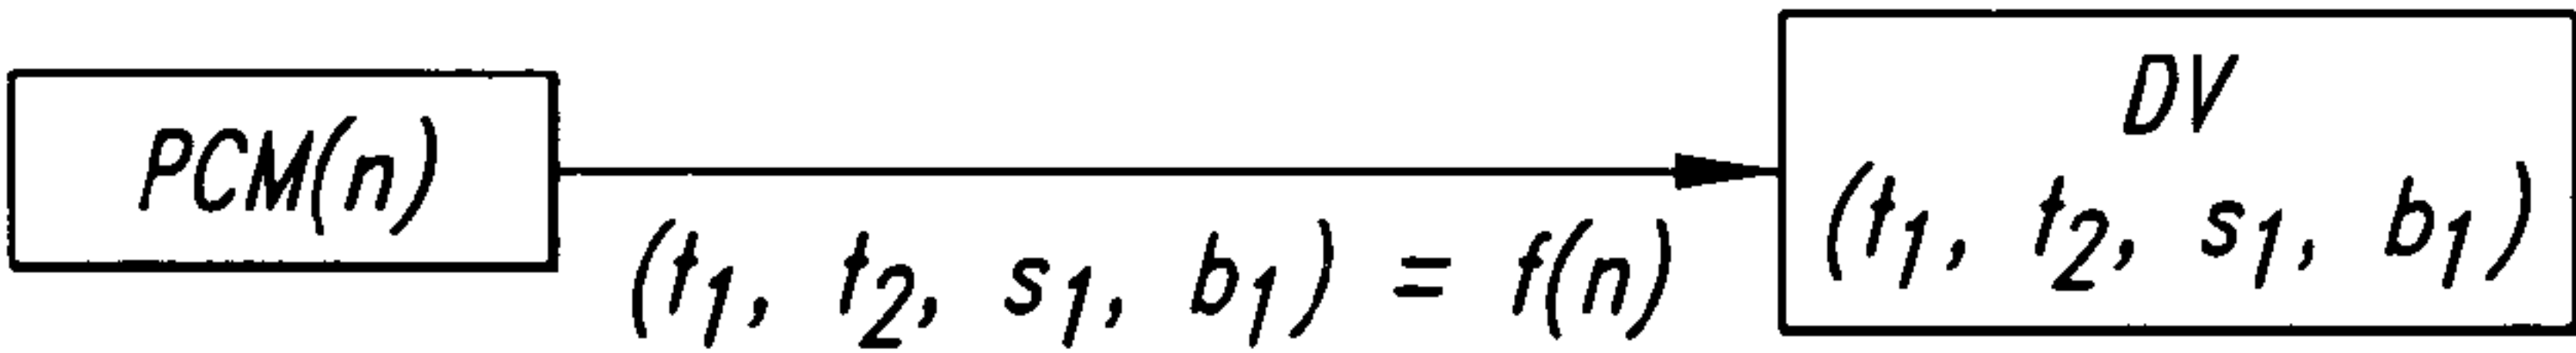 PCM(n)
(t1, t2, s1, b1) = f(n)
DV
(t1, t2, s1, b1)